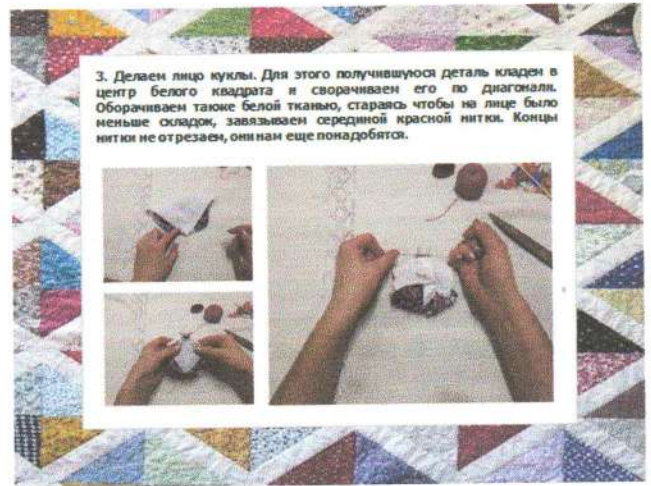 3. Делаем лицо куклы. Для этого получившуюся деталь кладем в
центр белого квадрата и сворачиваем его по диагонали.
Оборачиваем также белой тканью, стараясь чтобы на лице было
меньше складок, завязываем серединой красной нитки. Концы
нитки не отрезаем, они нам еще понадобятся.